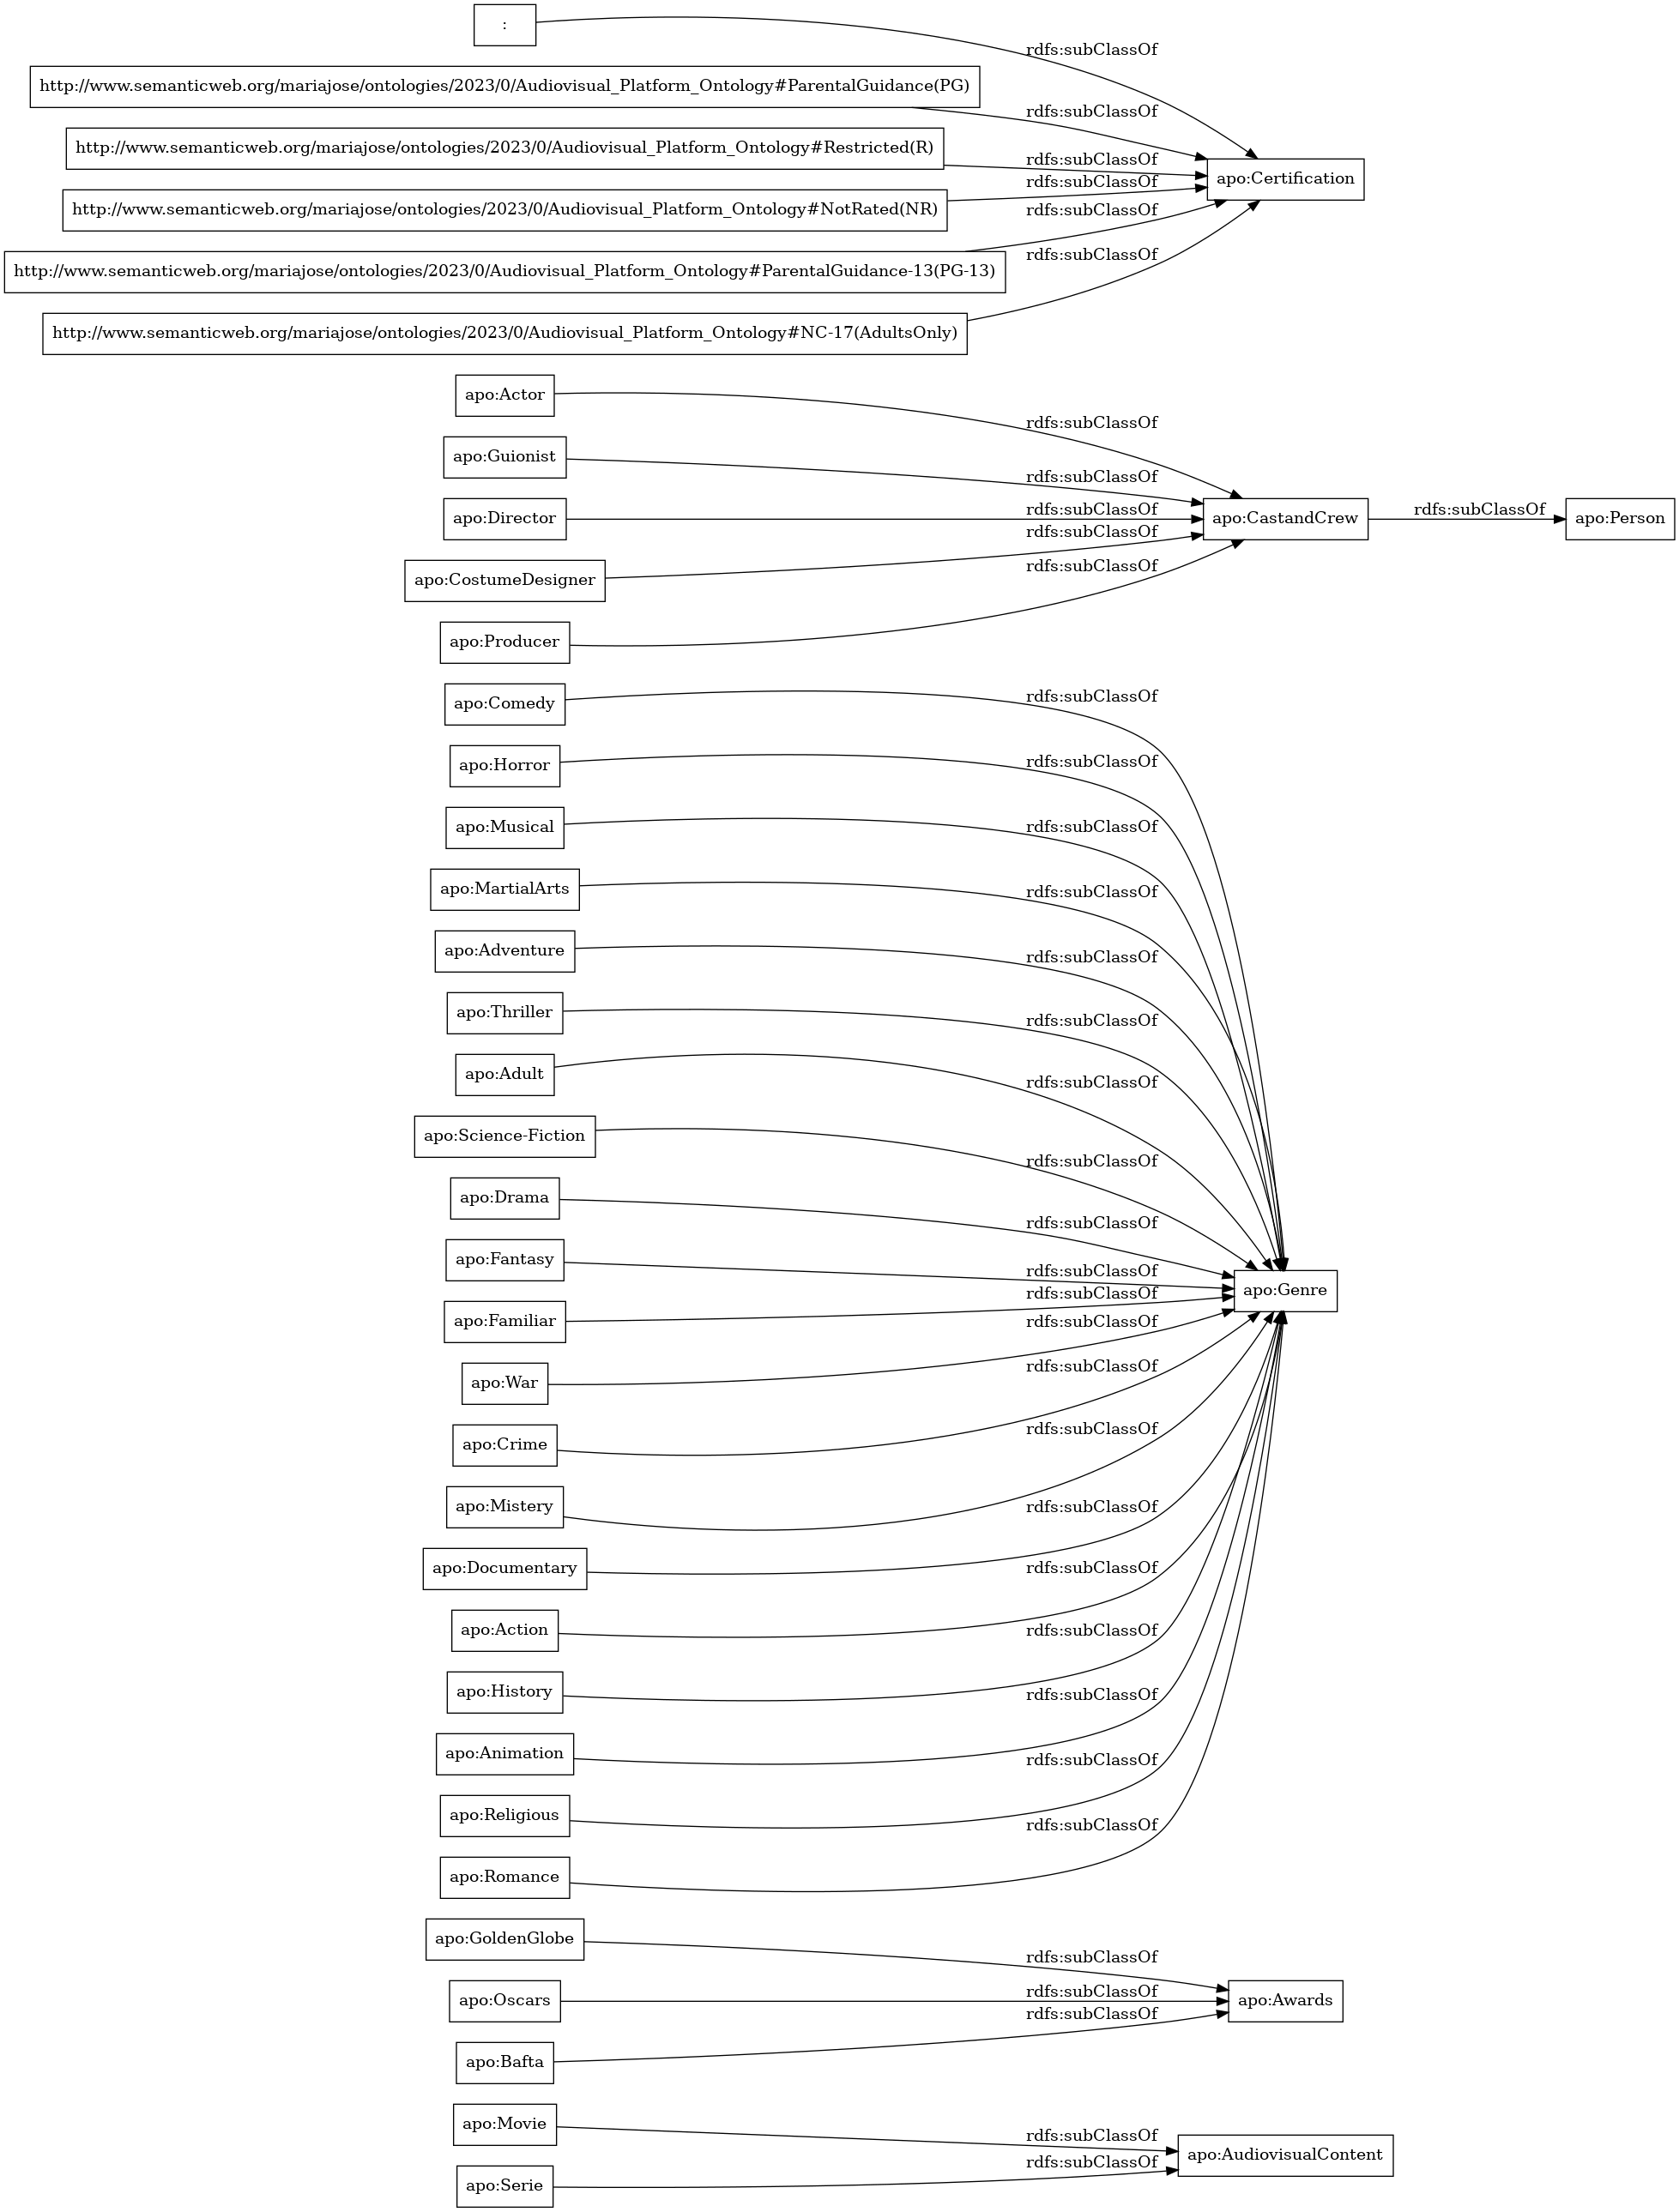 :
rdfs:subClassOf
http://www.semanticweb.org/mariajose/ontologies/2023/0/Audiovisual_Platform_Ontology#ParentalGuidance(PG)
rdfs:subClassOf
http://www.semanticweb.org/mariajose/ontologies/2023/0/Audiovisual_Platform_Ontology#Restricted(R)
rdfs:subClassOf
apo:Certification
http://www.semanticweb.org/mariajose/ontologies/2023/0/Audiovisual_Platform_Ontology#NotRated(NR)
rdfs:subClassOf
http://www.semanticweb.org/mariajose/ontologies/2023/0/Audiovisual_Platform_Ontology#ParentalGuidance-13(PG-13)
rdfs:subClassOf
http://www.semanticweb.org/mariajose/ontologies/2023/0/Audiovisual_Platform_Ontology#NC-17(AdultsOnly)
rdfs:subClassOf
apo:Actor
rdfs:subClassOf
apo:Guionist
rdfs:subClassOf
apo:Director
rdfs:subClassOf
apo:CastandCrew
rdfs:subClassOf
apo:Person
apo:CostumeDesigner
rdfs:subClassOf
apo:Producer
rdfs:subClassOf
apo:Comedy
rdfs:subClassOf
apo:Horror
rdfs:subClassOf
apo:Musical
rdfs:subClassOf
apo:MartialArts
rdfs:subClassOf
apo:Adventure
rdfs:subClassOf
apo:Thriller
rdfs:subClassOf
apo:Adult
rdfs:subClassOf
apo:Science-Fiction
rdfs:subClassOf
apo:Drama
rdfs:subClassOf
apo:Fantasy
rdfs:subClassOf
apo:Genre
apo:Familiar
rdfs:subClassOf
apo:War
rdfs:subClassOf
apo:Crime
rdfs:subClassOf
apo:Mistery
rdfs:subClassOf
apo:Documentary
rdfs:subClassOf
apo:Action
rdfs:subClassOf
apo:History
rdfs:subClassOf
apo:Animation
rdfs:subClassOf
apo:Religious
rdfs:subClassOf
apo:Romance
rdfs:subClassOf
apo:GoldenGlobe
rdfs:subClassOf
apo:Oscars
rdfs:subClassOf
apo:Awards
apo:Bafta
rdfs:subClassOf
apo:Movie
rdfs:subClassOf
apo:AudiovisualContent
apo:Serie
rdfs:subClassOf